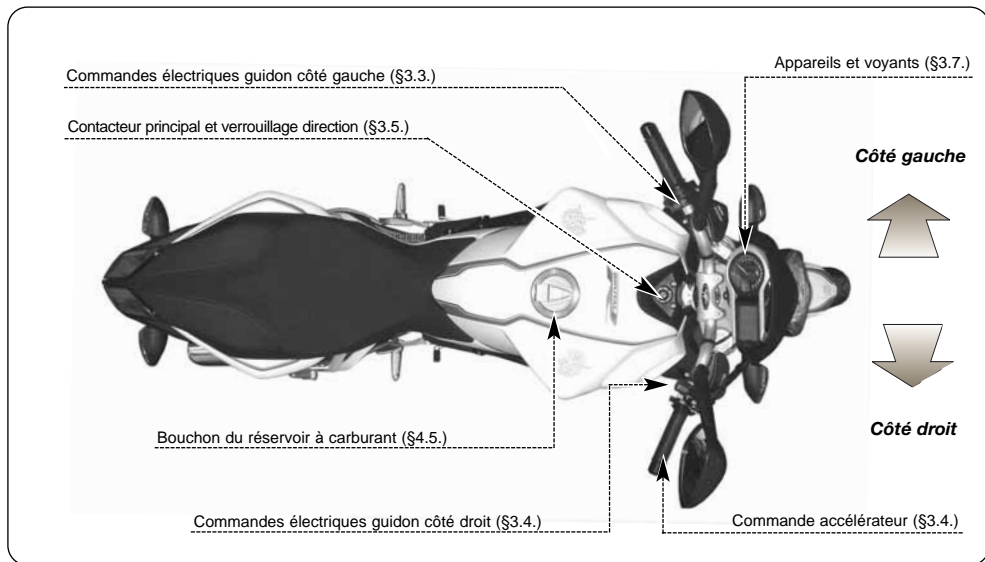 Appareils et voyants (§3.7.)
Commandes électriques guidon côté gauche (§3.3.)
Contacteur principal et verrouillage direction (§3.5.)
Côté gauche
Bouchon du réservoir à carburant (§4.5.)
Côté droit
Commandes électriques guidon côté droit (§3.4.)
Commande accélérateur (§3.4.)